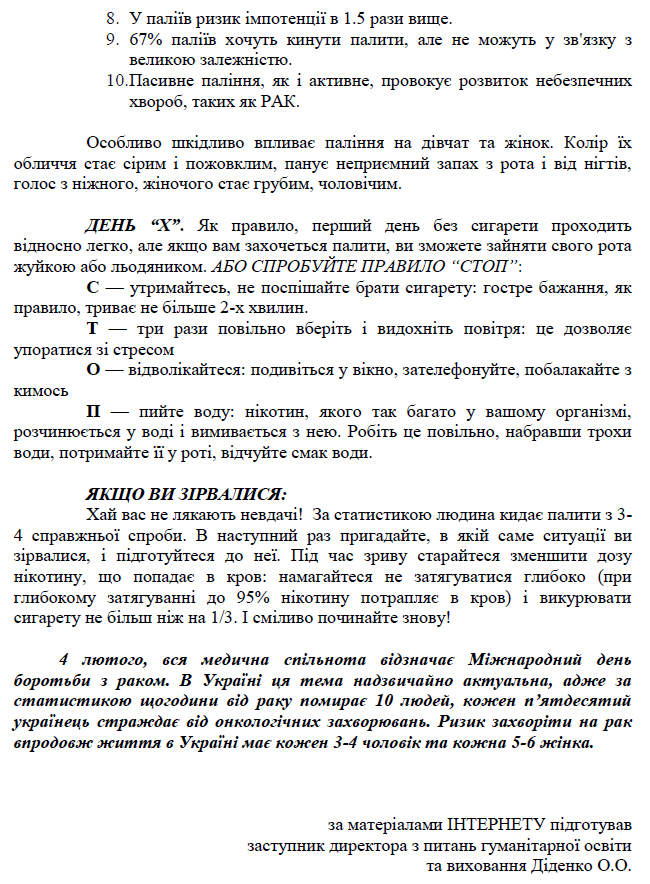 8. У паліїв ризик імпотенції в 1.5 рази вище.
9. 67% паліїв хочуть кинути палити, але не можуть у зв'язку з
великою залежністю.
10.Пасивне паління, як і активне, провокує розвиток небезпечних
хвороб, таких як РАК.
Особливо шкідливо впливає паління на дівчат та жінок. Колір їх
обличчя стає сірим і пожовклим, панує неприємний запах з рота і від нігтів,
голос з ніжного, жіночого стає грубим, чоловічим.
ДЕНЬ “Х”. Як правило, перший день без сигарети проходить
відносно легко, але якщо вам захочеться палити, ви зможете зайняти свого рота
жуйкою або льодяником. АБО СПРОБУЙТЕ ПРАВИЛО “СТОП”:
С — утримайтесь, не поспішайте брати сигарету: гостре бажання, як
правило, триває не більше 2-х хвилин.
Т — три рази повільно вберіть і видохніть повітря: це дозволяє
упоратися зі стресом
О — відволікайтеся: подивіться у вікно, зателефонуйте, побалакайте з
кимось
П — пийте воду: нікотин, якого так багато у вашому організмі,
розчинюється у воді і вимивається з нею. Робіть це повільно, набравши трохи
води, потримайте її у роті, відчуйте смак води.
ЯКЩО ВИ ЗІРВАЛИСЯ:
Хай вас не лякають невдачі! За статистикою людина кидає палити з 3-
4 справжньої спроби. В наступний раз пригадайте, в якій саме ситуації ви
зірвалися, і підготуйтеся до неї. Під час зриву старайтеся зменшити дозу
нікотину, що попадає в кров: намагайтеся не затягуватися глибоко (при
глибокому затягуванні до 95% нікотину потрапляє в кров) і викурювати
сигарету не більш ніж на 1/3. І сміливо починайте знову!
4 лютого, вся медична спільнота відзначає Міжнародний день
боротьби з раком. В Україні ця тема надзвичайно актуальна, адже за
статистикою щогодини від раку помирає 10 людей, кожен п’ятдесятий
українець страждає від онкологічних захворювань. Ризик захворіти на рак
впродовж життя в Україні має кожен 3-4 чоловік та кожна 5-6 жінка.
за матеріалами ІНТЕРНЕТУ підготував
заступник директора з питань гуманітарної освіти
та виховання Діденко О.О.